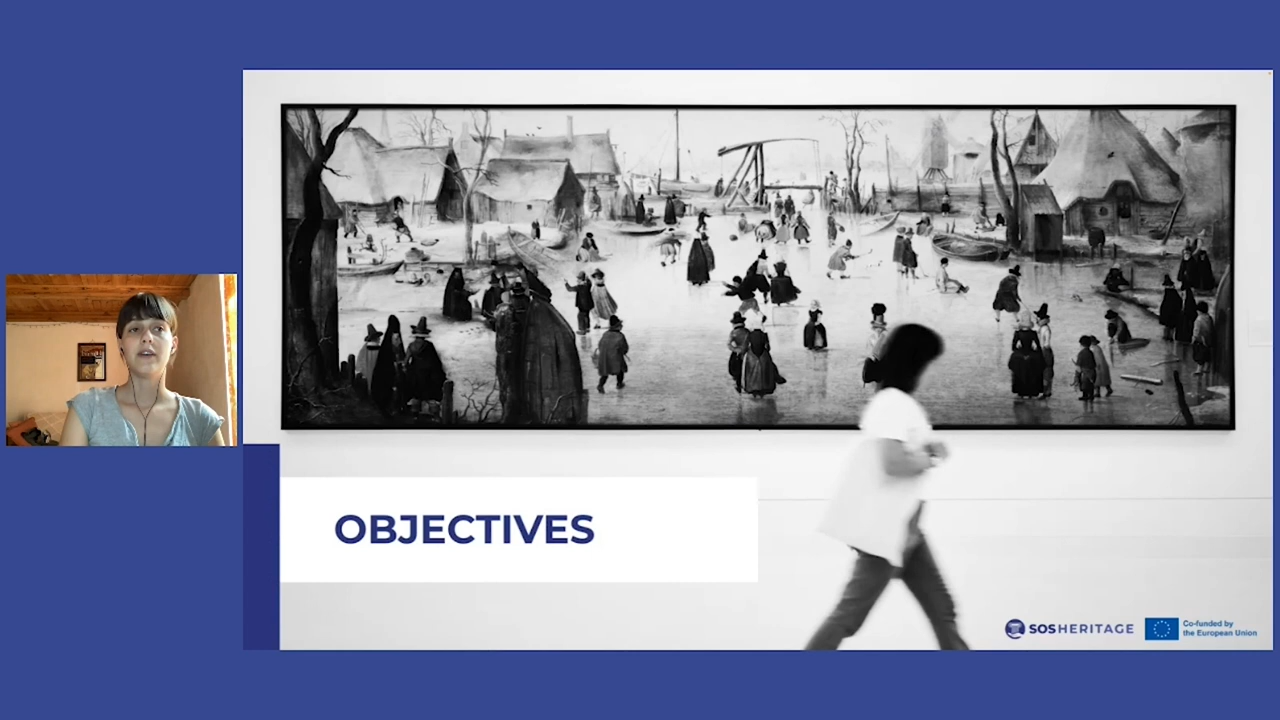 OBJECTIVES
SOSHERITAGE
Co-funded by
the European Union